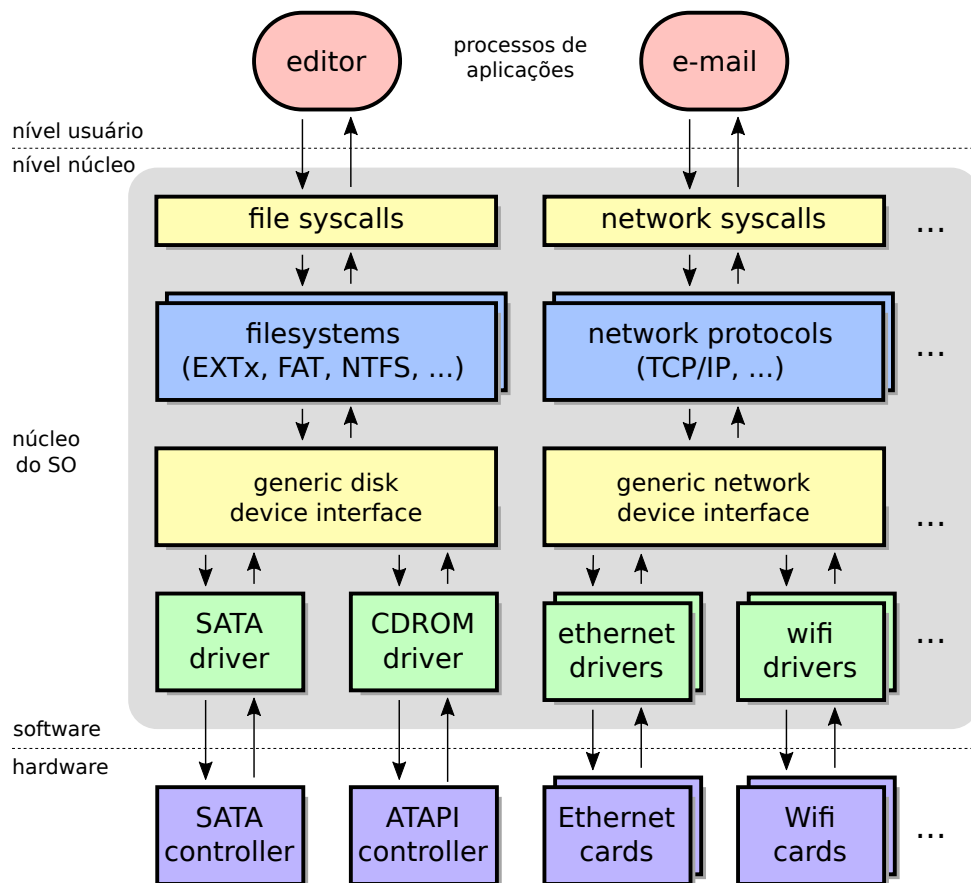 editor
processos de
aplicações
e-mail
nível usuário
nível núcleo
file syscalls
network syscalls
...
filesystems
(EXTx, FAT, NTFS, ...)
network protocols
(TCP/IP, ...)
...
núcleo
do SO
generic disk
device interface
generic network
device interface
...
SATA
driver
CDROM
driver
ethernet
drivers
wifi
drivers
...
software
hardware
SATA
controller
ATAPI
controller
Ethernet
cards
Wifi
cards
...